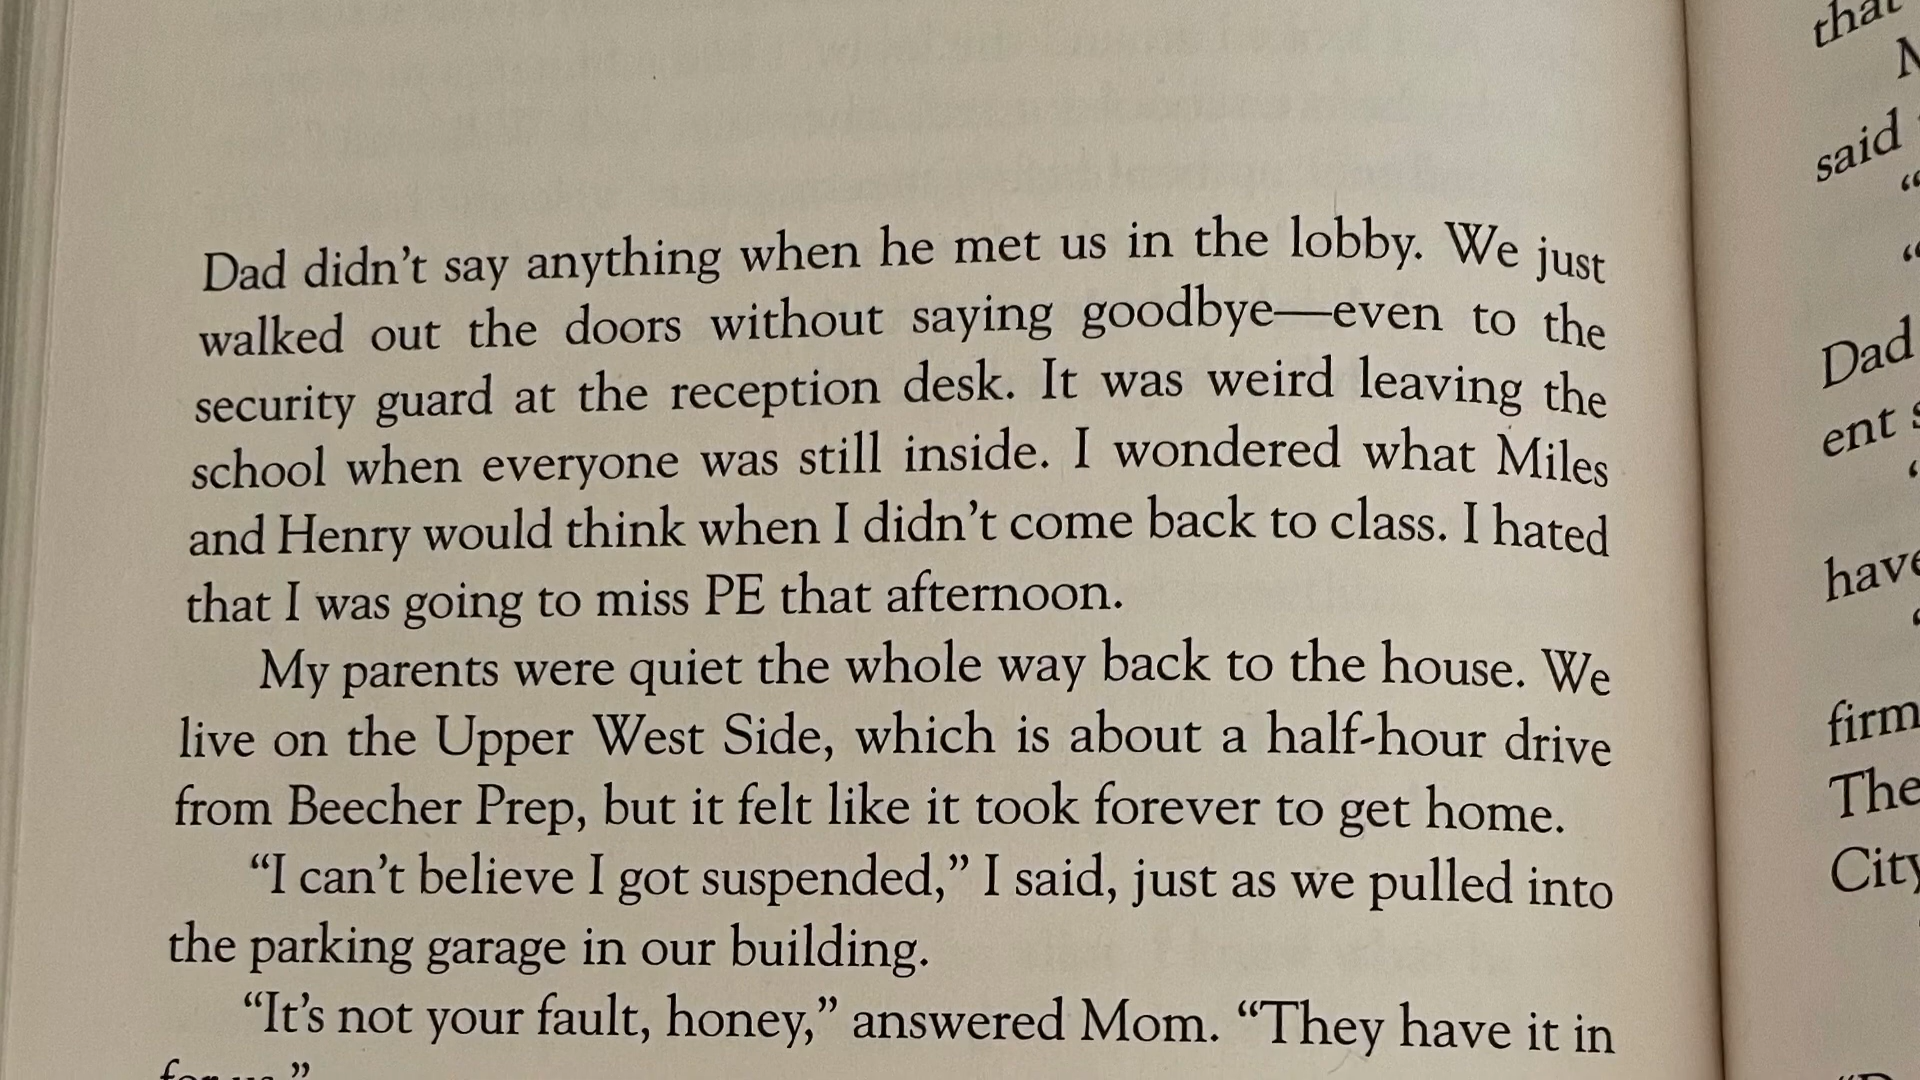 Dad didn’t say anything when he met us in the lobby. We just
walked out the doors without saying goodbye—even to the
security guard at the reception desk. It was weird leaving the
school when everyone was still inside. I wondered what Miles
and Henry would think when I didn’t come back to class. I hated
that I was going to miss PE that afternoon.
My parents were quiet the whole way back to the house. We
live on the Upper West Side, which is about a half-hour drive
from Beecher Prep, but it felt like it took forever to get home.
“I can’t believe I got suspended,” I said, just as we pulled into
the parking garage in our building.
“It’s not your fault, honey,” answered Mom. “They have it in
for us.”
that
said
Dad
ent
have
firm
The
City